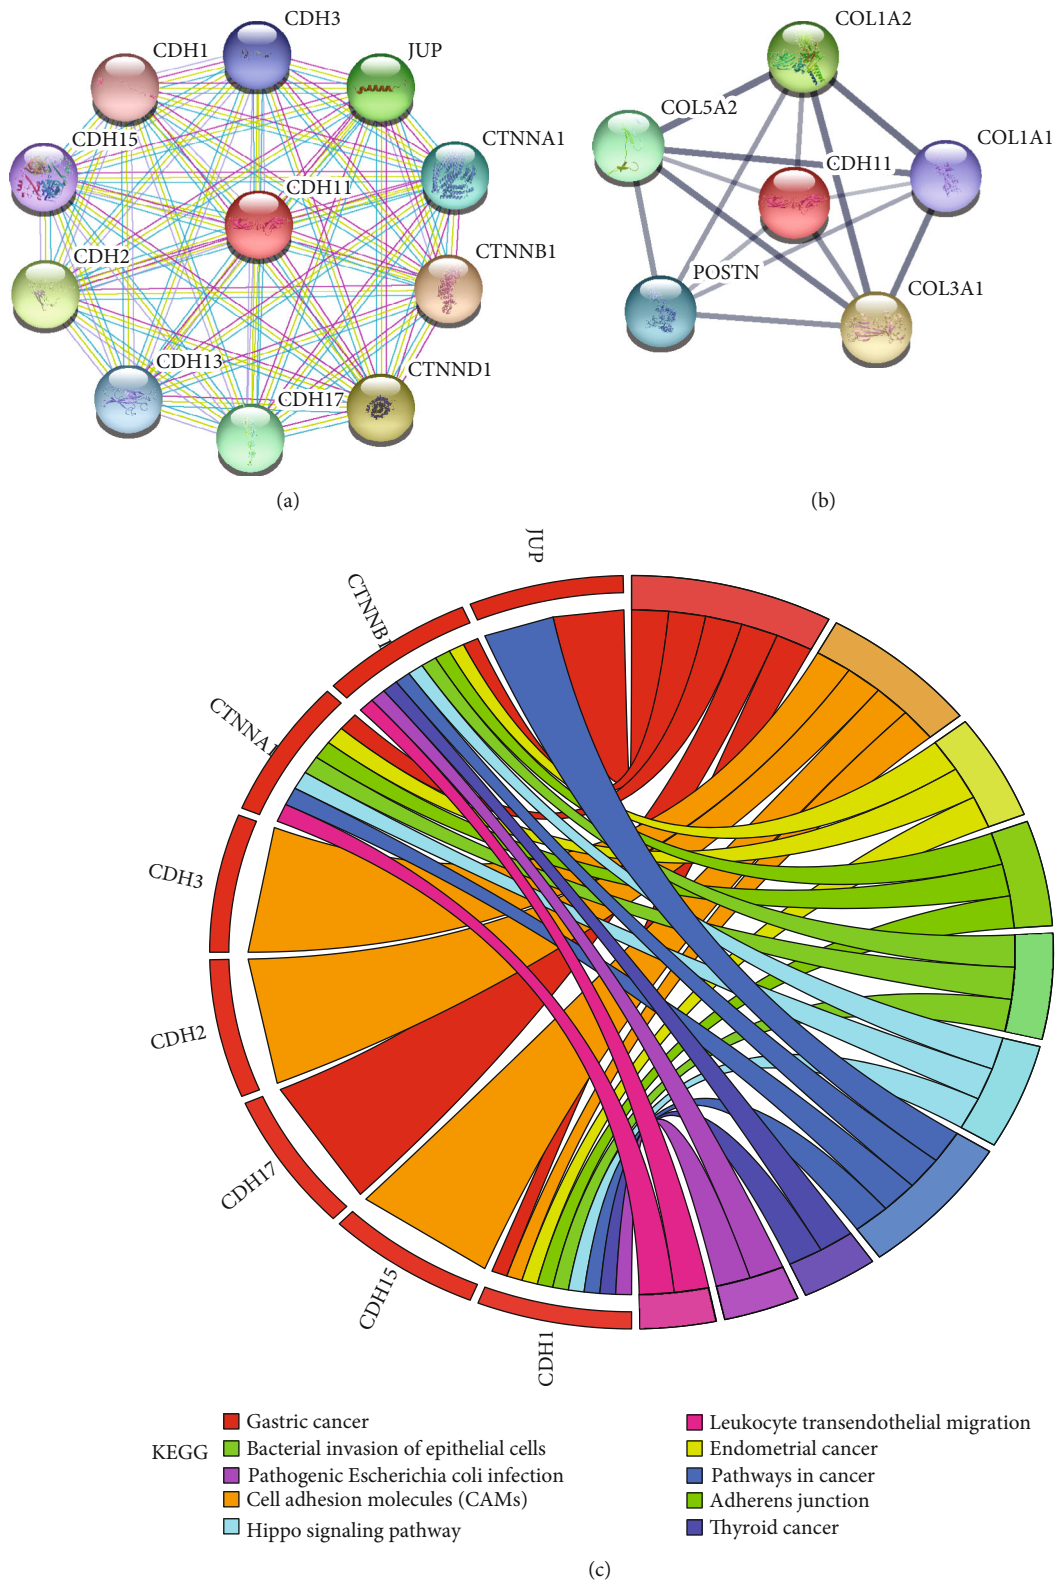 CDH3
CDH1
JUP
CDH15
CTNNA1
CDH11
CDH2
CTNNB1
CDH13
CTNND1
CDH17
(a)
COL1A2
COL5A2
COL1A1
CDH11
POSTN
COL3A1
(b)
JUP
CTNNB1
CTNNA1
CDH3
CDH2
CDH17
CDH15
CDH1
KEGG
Gastric cancer
Bacterial invasion of epithelial cells
Pathogenic Escherichia coli infection
Cell adhesion molecules (CAMs)
Hippo signaling pathway
Leukocyte transendothelial migration
Endometrial cancer
Pathways in cancer
Adherens junction
Thyroid cancer
(c)